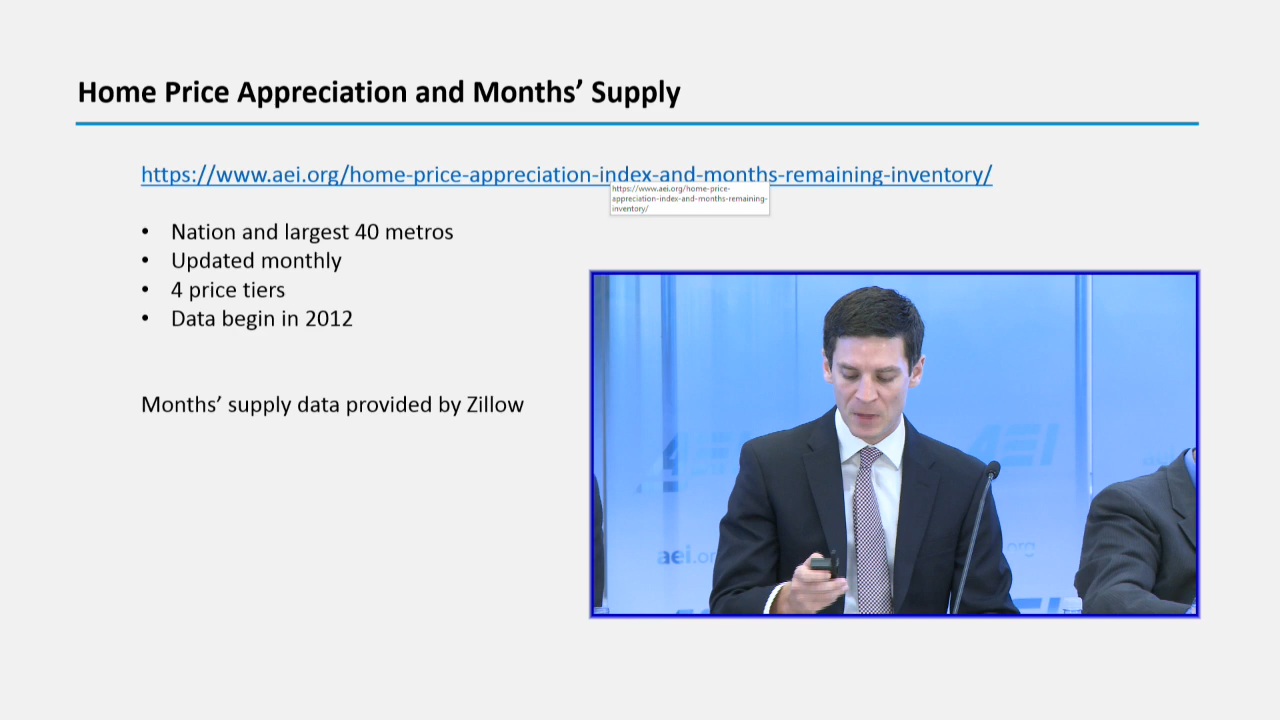 Home Price Appreciation and Months’ Supply
https://www.aei.org/home-price-appreciation-index-and-months-remaining-inventory/
https://www.aei.org/home-price-
appreciation-index-and-months-remaining-
inventory/
• Nation and largest 40 metros
• Updated monthly
• 4 price tiers
• Data begin in 2012
Months’ supply data provided by Zillow
AEI
AEI
aei.or
.org